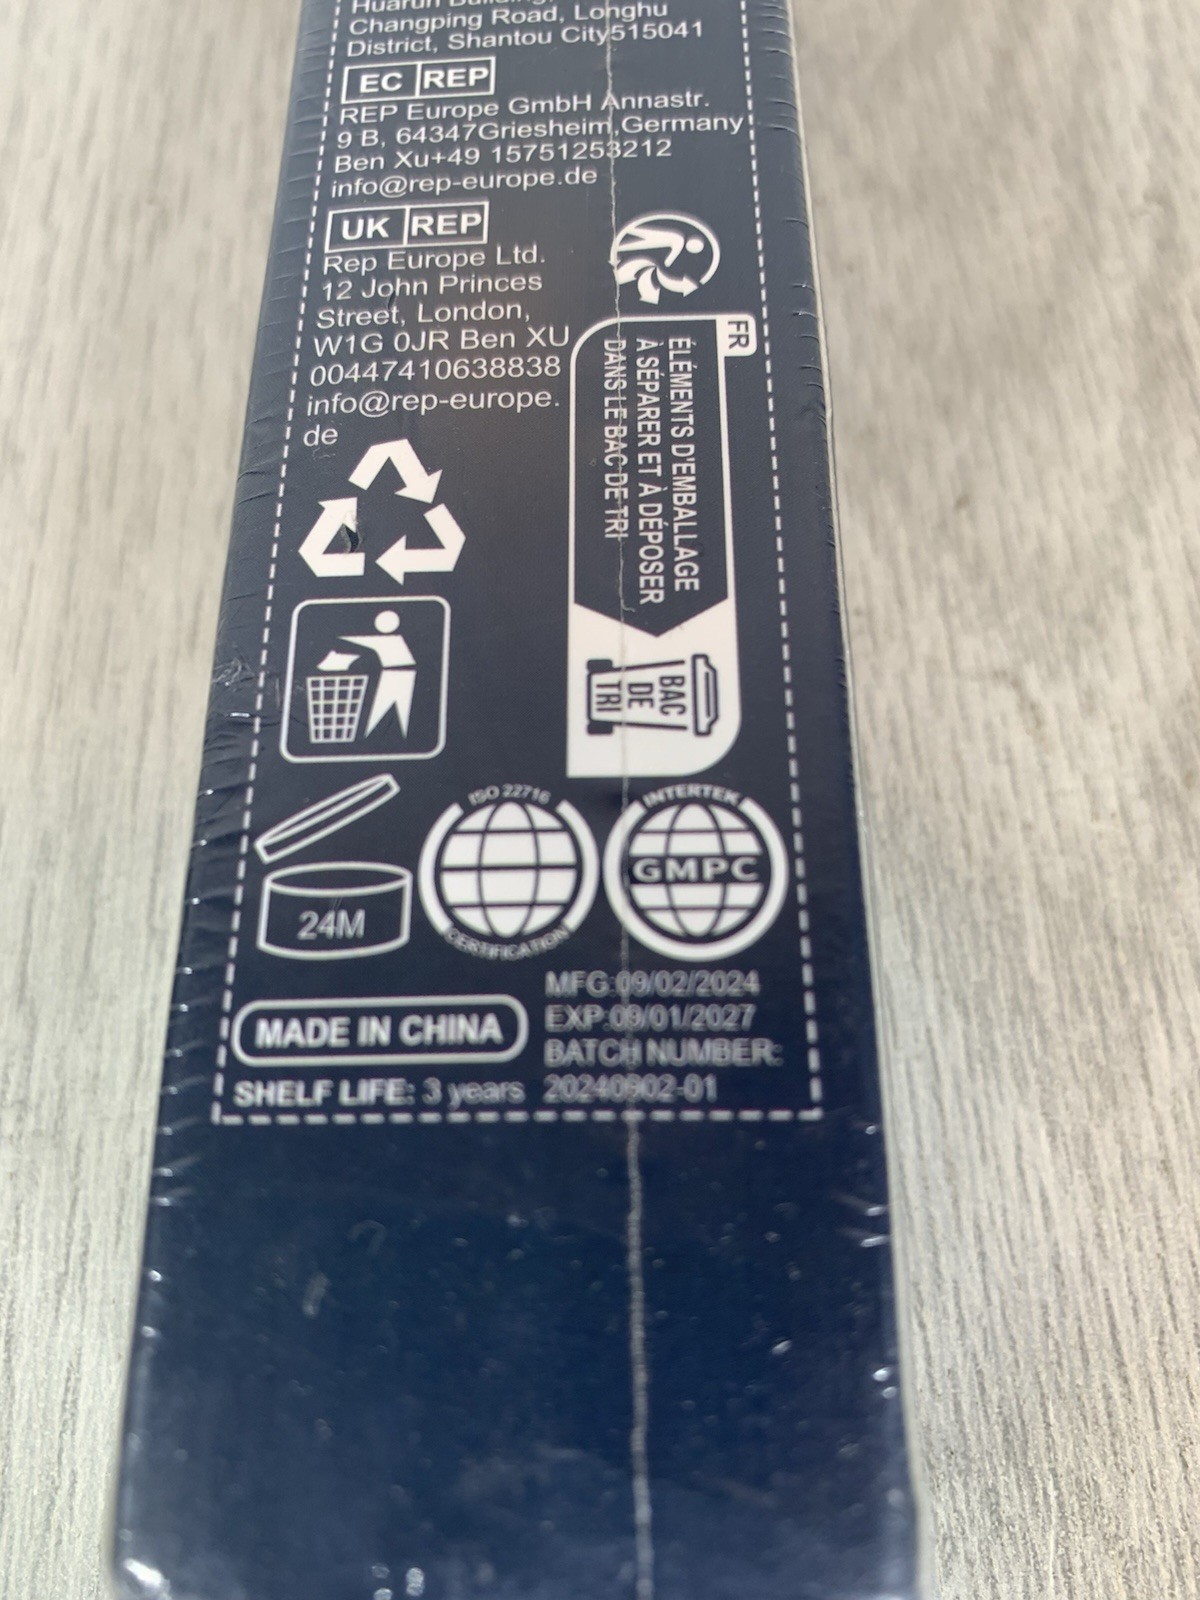 Huarun Building,
Changping Road, Longhu
District, Shantou City515041
EC REP
REP Europe GmbH Annastr.
9 B, 64347Griesheim,Germany
Ben Xu+49 15751253212
info@rep-europe.de
UK REP
Rep Europe Ltd.
12 John Princes
Street, London,
W1G 0JR Ben XU
00447410638838
info@rep-europe.
de
FR
ÉLÉMENTS D'EMBALLAGE
À SÉPARER ET À DÉPOSER
DANS LE BAC DE TRI
BAC
DE
TRI
24M
ISO 22716
CERTIFICATION
INTERTEK
GMPC
MADE IN CHINA
SHELF LIFE: 3 years
MFG:09/02/2024
EXP:09/01/2027
BATCH NUMBER:
20240902-01